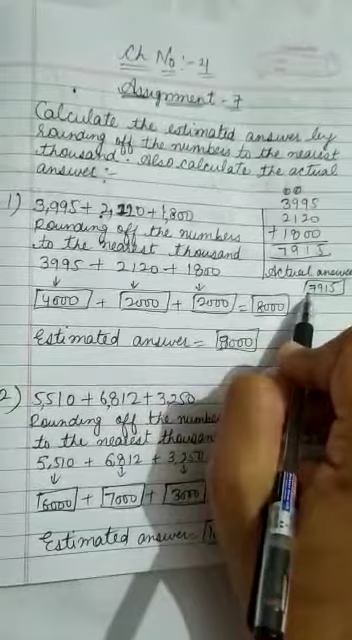 Ch No:- 4
Assignment - 7
Calculate the estimated answer by
rounding off the numbers to the nearest
thousand. Also calculate the actual
answer:-
1) 3,995 + 2,120 + 1,800
Rounding off the numbers
to the nearest thousand
3995 + 2120 + 1800
4000 + 2000 + 2000 = 8000
Estimated answer = 8000
3995
2120
+ 1800
7915
Actual answer
7915
2) 5,510 + 6,812 + 3,250
Rounding off the numbe
to the nearest thousan
5,510 + 6,812 + 3,250
6000 + 7000 + 3000
Estimated answer =